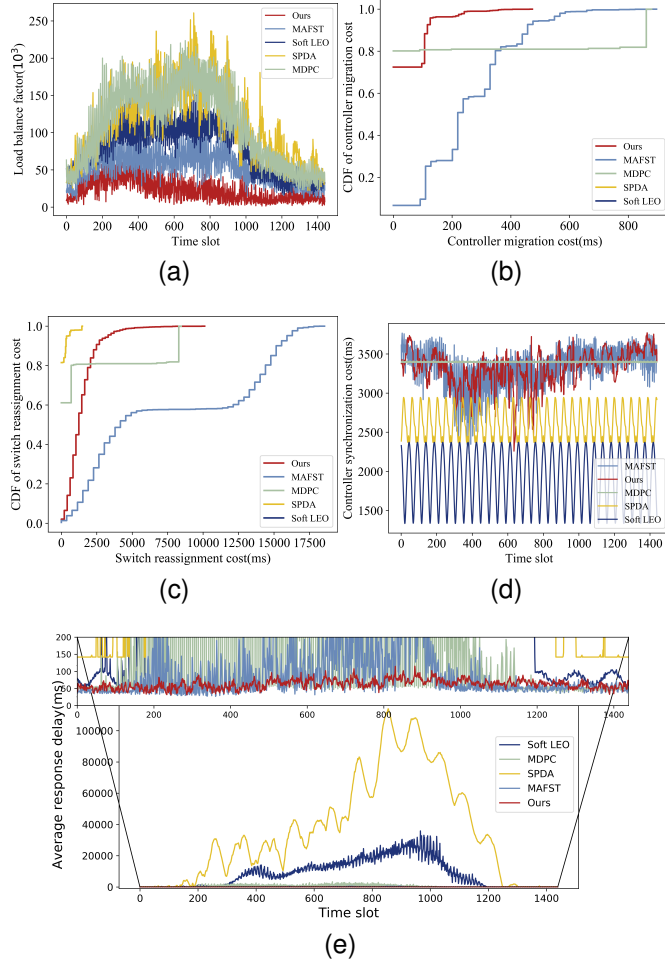 Load balance factor(10³)
250
200
150
100
50
0
Ours
MAFST
Soft LEO
SPDA
MDPC
0 200 400 600 800 1000 1200 1400
Time slot
(a)
CDF of controller migration cost
1.0
0.8
0.6
0.4
0.2
Ours
MAFST
MDPC
SPDA
Soft LEO
0 200 400 600 800
Controller migration cost(ms)
(b)
CDF of switch reassignment cost
1.0
0.8
0.6
0.4
0.2
0.0
Ours
MAFST
MDPC
SPDA
Soft LEO
0 2500 5000 7500 10000 12500 15000 17500
Switch reassignment cost(ms)
(c)
Controller synchronization cost(ms)
3500
3000
2500
2000
1500
MAFST
Ours
MDPC
SPDA
Soft LEO
0 200 400 600 800 1000 1200 1400
Time slot
(d)
Average response delay(ms)
200
150
100
50
0
0 200 400 600 800 1000 1200 1400
100000
80000
60000
40000
20000
0
Soft LEO
MDPC
SPDA
MAFST
Ours
0 200 400 600 800 1000 1200 1400
Time slot
(e)